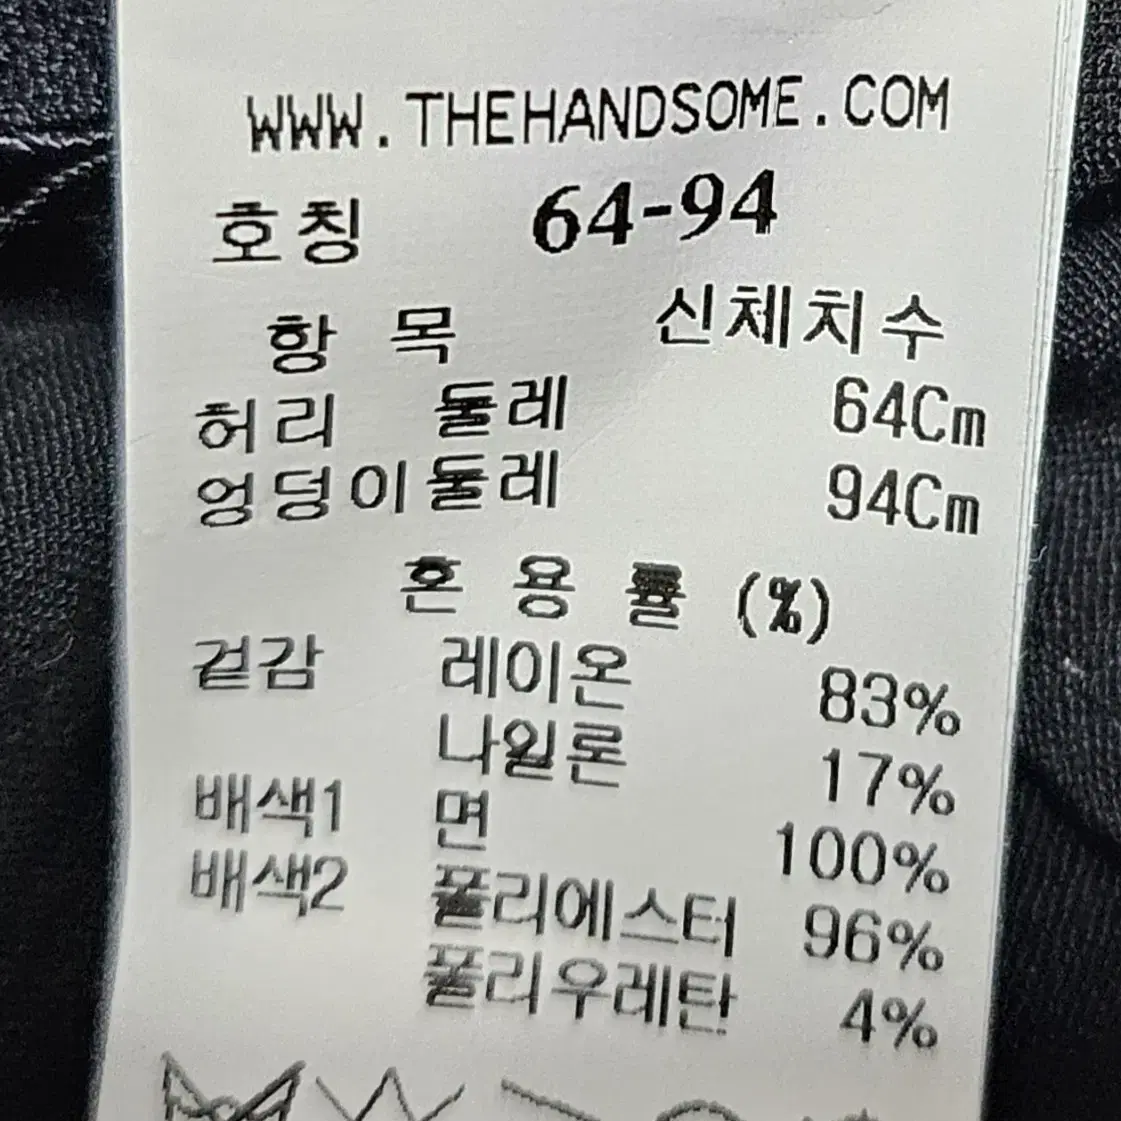 WWW.THEHANDSOME.COM
호칭 64-94
항 목 신체치수
허리 둘레 64Cm
엉덩이둘레 94Cm
혼 용 률 (%)
겉감 레이온 83%
나일론 17%
배색1 면 100%
배색2 폴리에스터 96%
폴리우레탄 4%